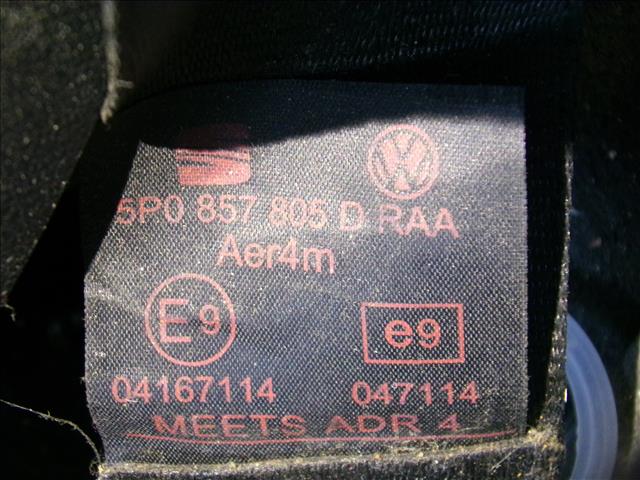 5P0 857 805 D RAA
Aer4m
E9 e9
04167114 047114
MEETS ADR 4